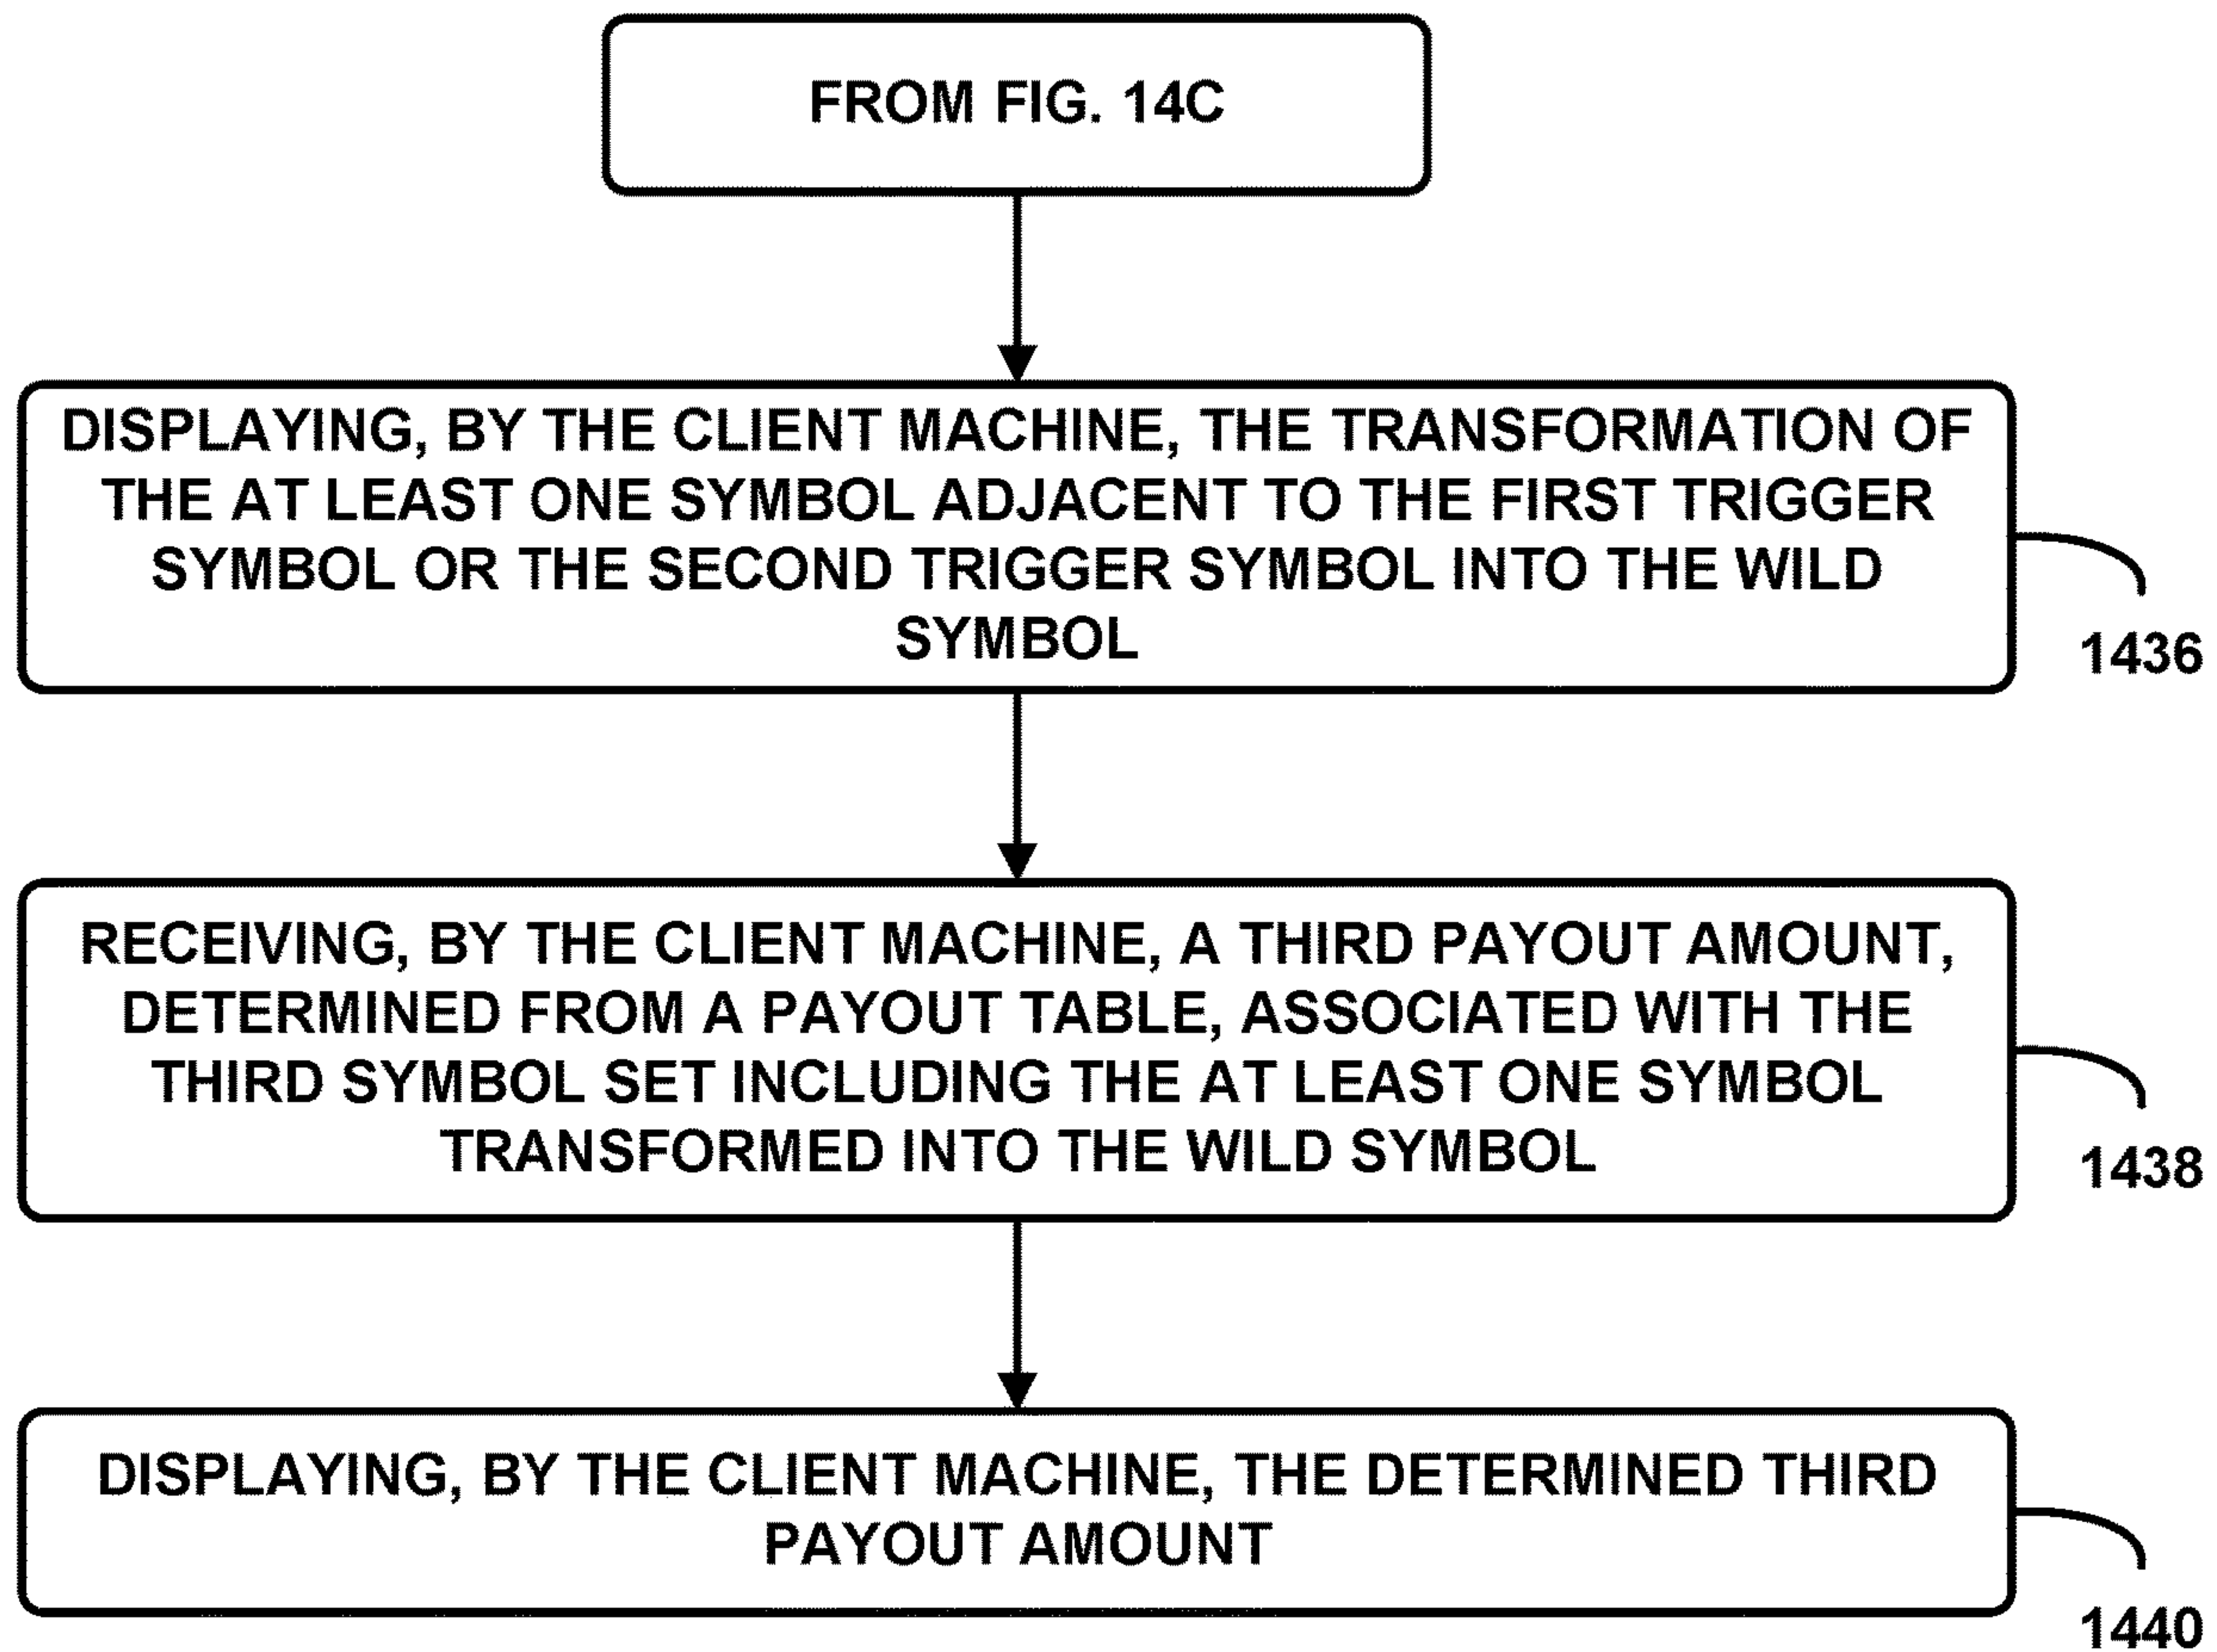 FROM FIG. 14C
DISPLAYING, BY THE CLIENT MACHINE, THE TRANSFORMATION OF
THE AT LEAST ONE SYMBOL ADJACENT TO THE FIRST TRIGGER
SYMBOL OR THE SECOND TRIGGER SYMBOL INTO THE WILD
SYMBOL
1436
RECEIVING, BY THE CLIENT MACHINE, A THIRD PAYOUT AMOUNT,
DETERMINED FROM A PAYOUT TABLE, ASSOCIATED WITH THE
THIRD SYMBOL SET INCLUDING THE AT LEAST ONE SYMBOL
TRANSFORMED INTO THE WILD SYMBOL
1438
DISPLAYING, BY THE CLIENT MACHINE, THE DETERMINED THIRD
PAYOUT AMOUNT
1440